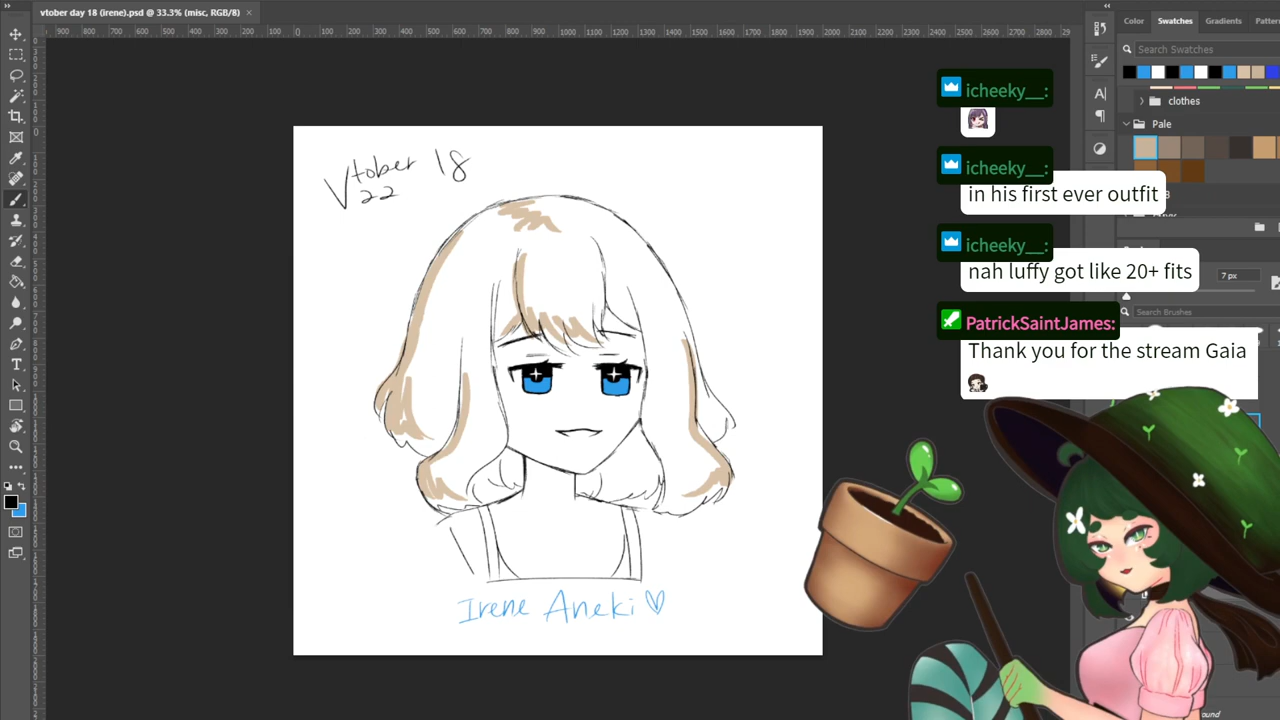 vtober day 18 (irene).psd @ 33.3% (misc, RGB/8)
Color Swatches Gradients
Search Swatches
clothes
Pale
7 px
Search Brushes
Vtober 18
22
Irene Aneki
icheeky__:
icheeky__:
in his first ever outfit
icheeky__:
nah luffy got like 20+ fits
PatrickSaintJames:
Thank you for the stream Gaia